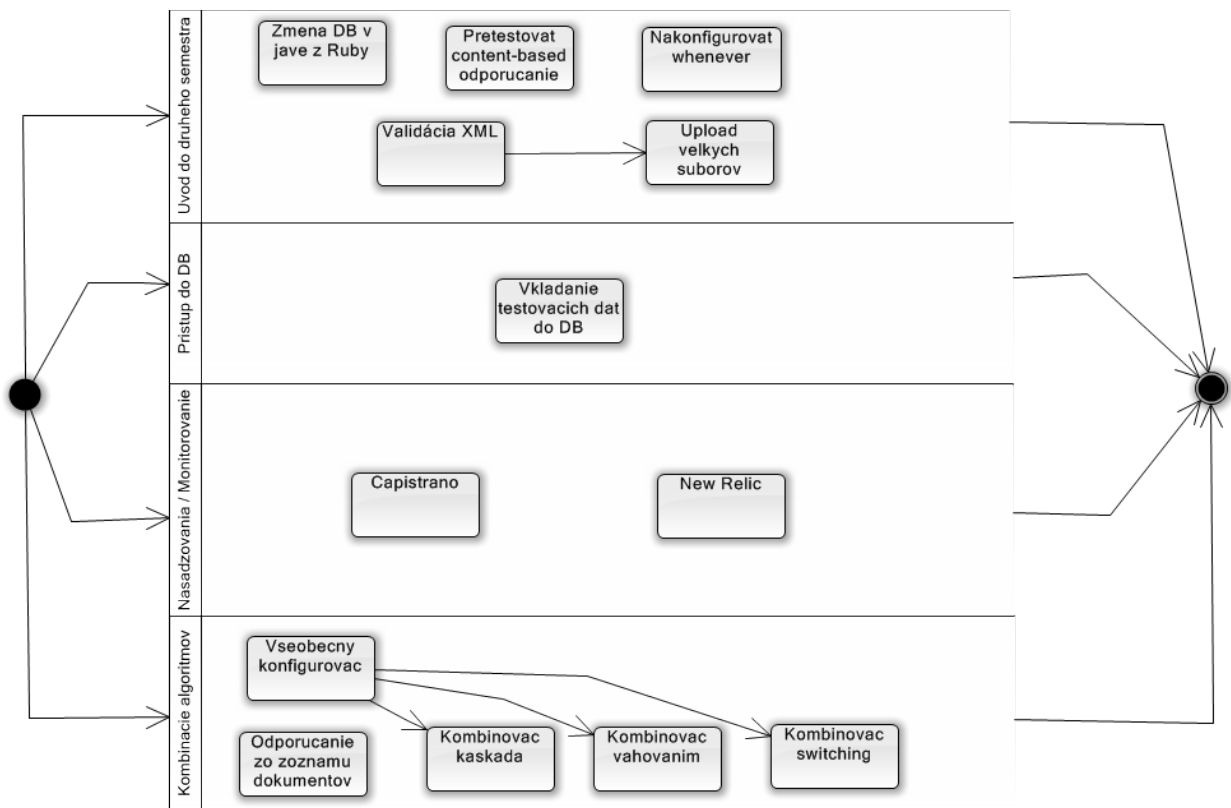 Uvod do druheho semestra
Zmena DB v
jave z Ruby
Pretestovat
content-based
odporucanie
Nakonfigurovat
whenever
Validácia XML
Upload
velkych
suborov
Pristup do DB
Vkladanie
testovacich dat
do DB
Nasadzovania / Monitorovanie
Capistrano
New Relic
Kombinacie algoritmov
Vseobecny
konfigurovac
Odporucanie
zo zoznamu
dokumentov
Kombinovac
kaskada
Kombinovac
vahovanim
Kombinovac
switching